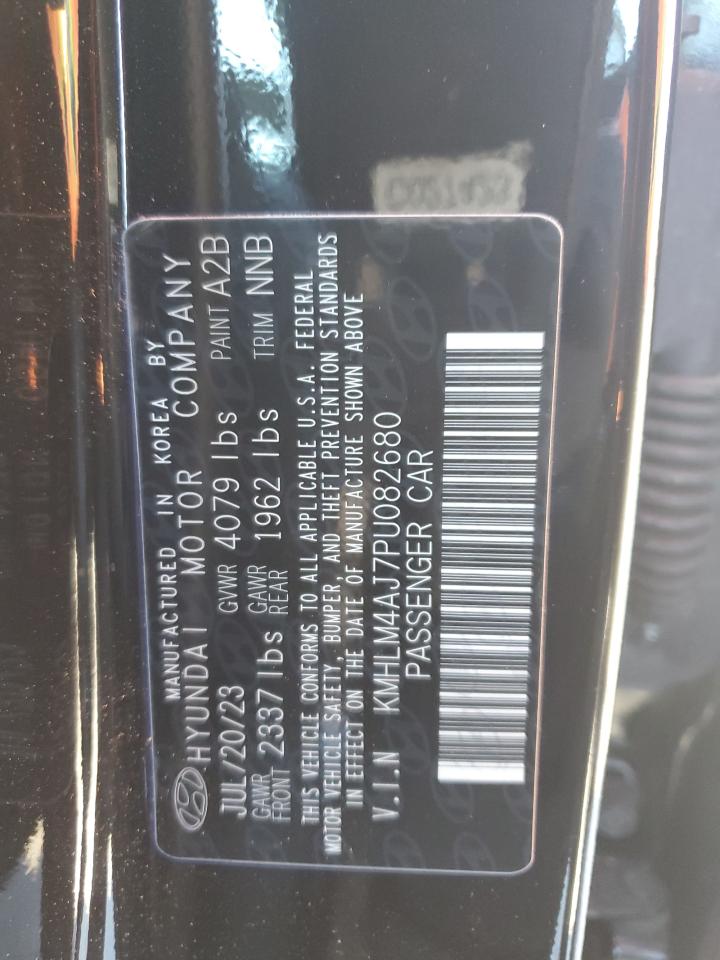 MANUFACTURED IN KOREA BY
HYUNDAI MOTOR COMPANY
JUL/20/23 GVWR 4079 lbs PAINT A2B
GAWR FRONT 2337 lbs GAWR REAR 1962 lbs TRIM NNB
THIS VEHICLE CONFORMS TO ALL APPLICABLE U.S.A. FEDERAL
MOTOR VEHICLE SAFETY, BUMPER, AND THEFT PREVENTION STANDARDS
IN EFFECT ON THE DATE OF MANUFACTURE SHOWN ABOVE
V.I.N KMHLM4AJ7PU082680
PASSENGER CAR